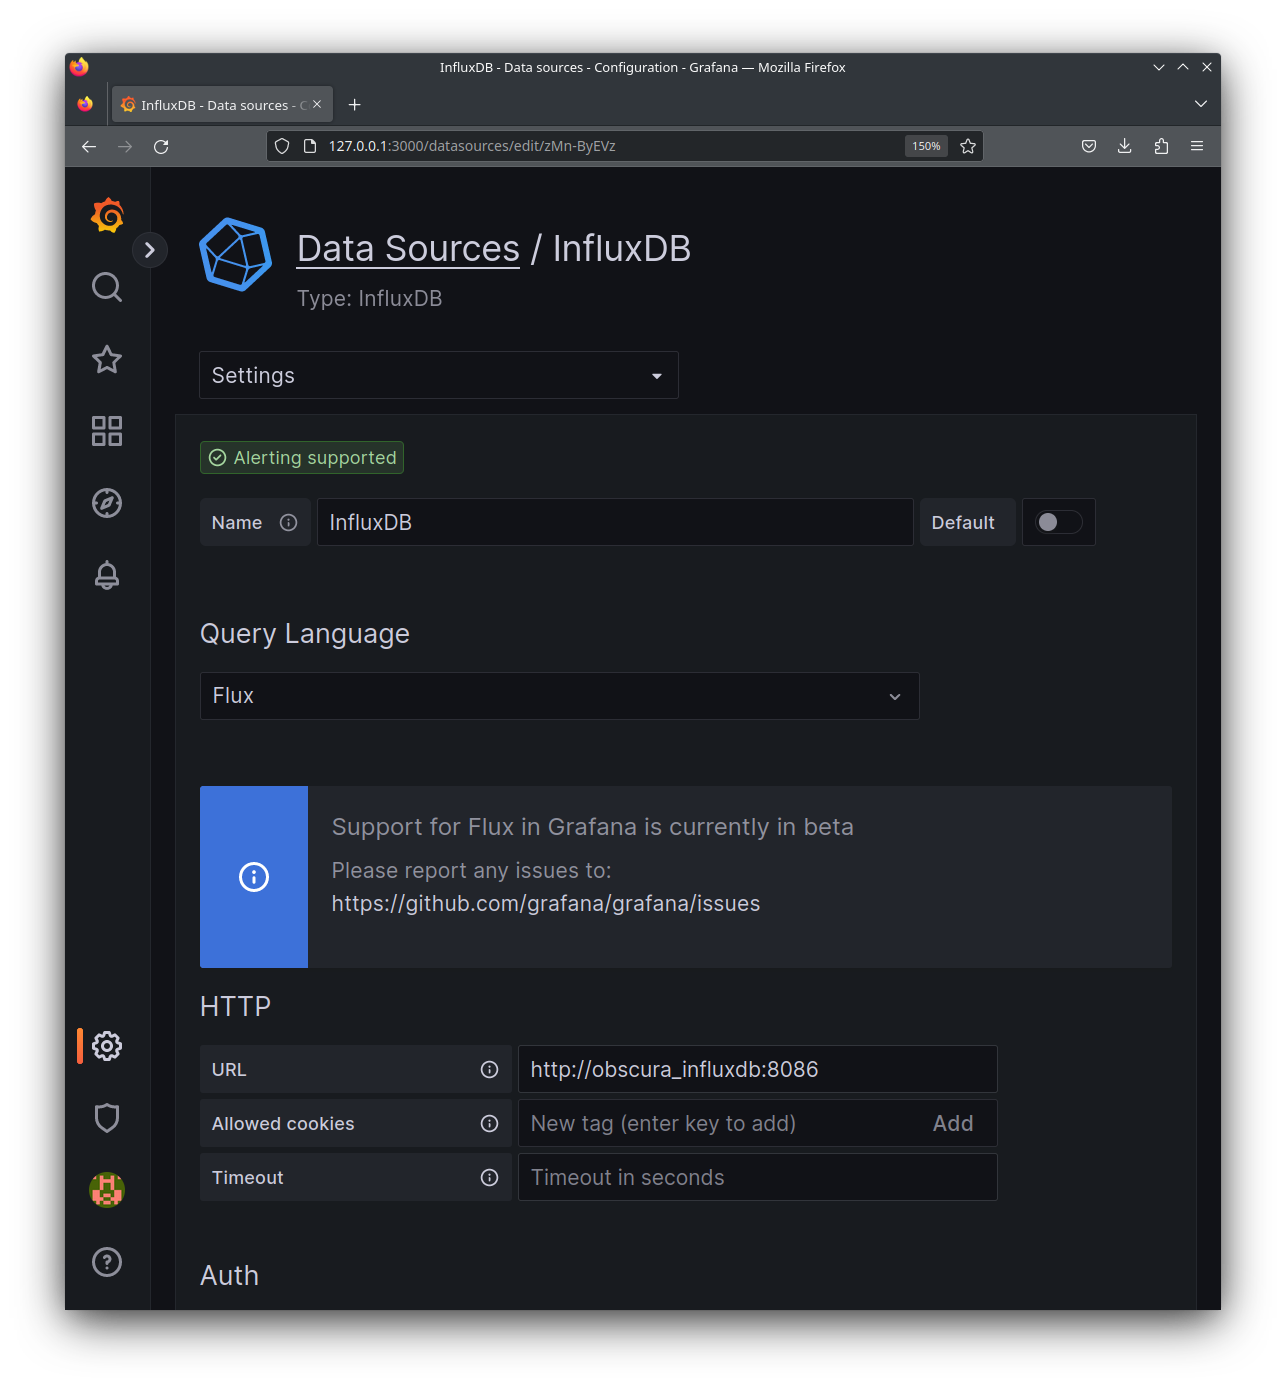 InfluxDB - Data sources - Configuration - Grafana — Mozilla Firefox
InfluxDB - Data sources - C
127.0.0.1:3000/datasources/edit/zMn-ByEVz
150%
Data Sources / InfluxDB
Type: InfluxDB
Settings
Alerting supported
Name InfluxDB Default
Query Language
Flux
Support for Flux in Grafana is currently in beta
Please report any issues to:
https://github.com/grafana/grafana/issues
HTTP
URL http://obscura_influxdb:8086
Allowed cookies New tag (enter key to add) Add
Timeout Timeout in seconds
Auth